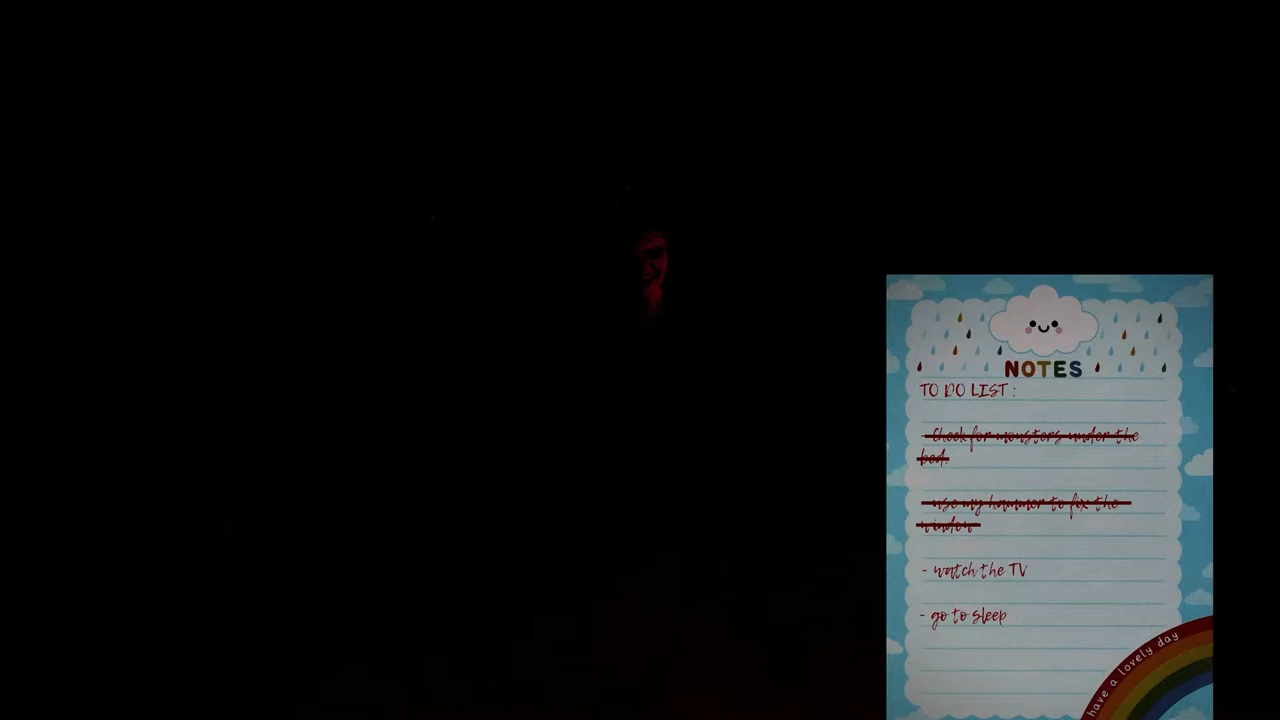 NOTES
TO DO LIST :
- Check for monsters under the
bed.
- use my hammer to fix the
window
- watch the TV
- go to sleep
have a lovely day